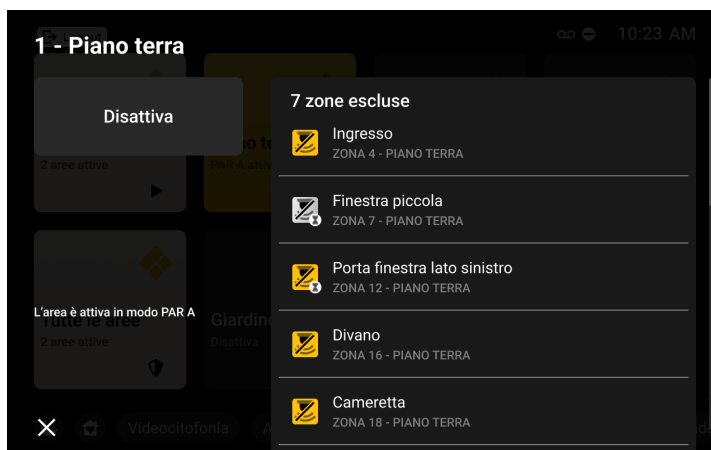 1 - Piano terra
10:23 AM
Disattiva
7 zone escluse
Ingresso
ZONA 4 - PIANO TERRA
2 aree attive
PAR A attiv
Finestra piccola
ZONA 7 - PIANO TERRA
Porta finestra lato sinistro
ZONA 12 - PIANO TERRA
L'area è attiva in modo PAR A
Tutte le aree
Giardin
2 aree attive
Disattiva
Divano
ZONA 16 - PIANO TERRA
Cameretta
ZONA 18 - PIANO TERRA
Videocitofonia
A